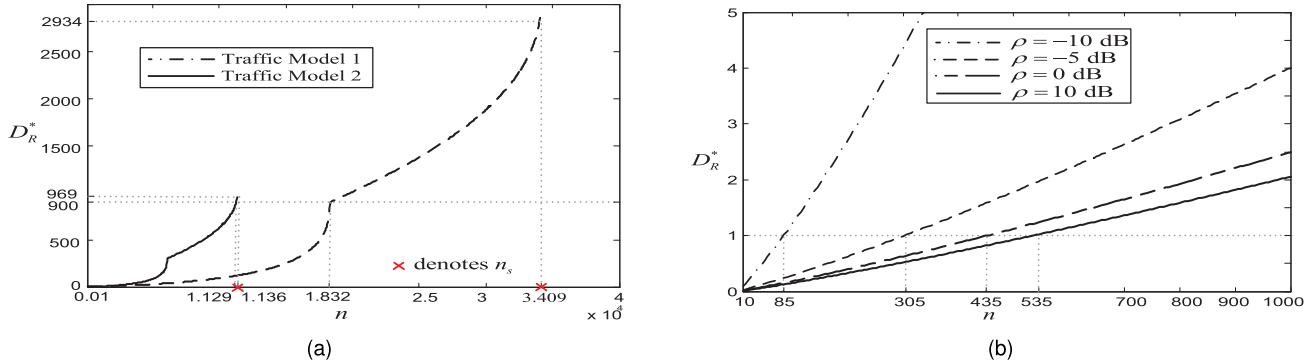 2934
2500
2000
1500
969
900
500
0
D*R
Traffic Model 1
Traffic Model 2
× denotes ns
0.01
1.129
1.136
1.832
2.5
3
3.409
4
× 10^4
n
(a)
5
4
3
2
1
0
D*R
ρ = −10 dB
ρ = −5 dB
ρ = 0 dB
ρ = 10 dB
10
85
305
435
535
700
800
900
1000
n
(b)